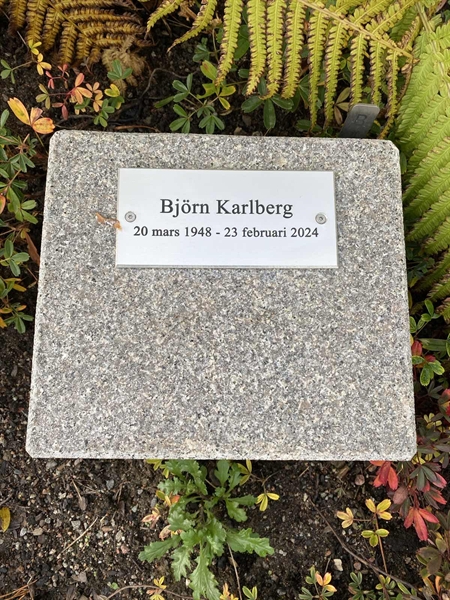 Björn Karlberg
20 mars 1948 - 23 februari 2024